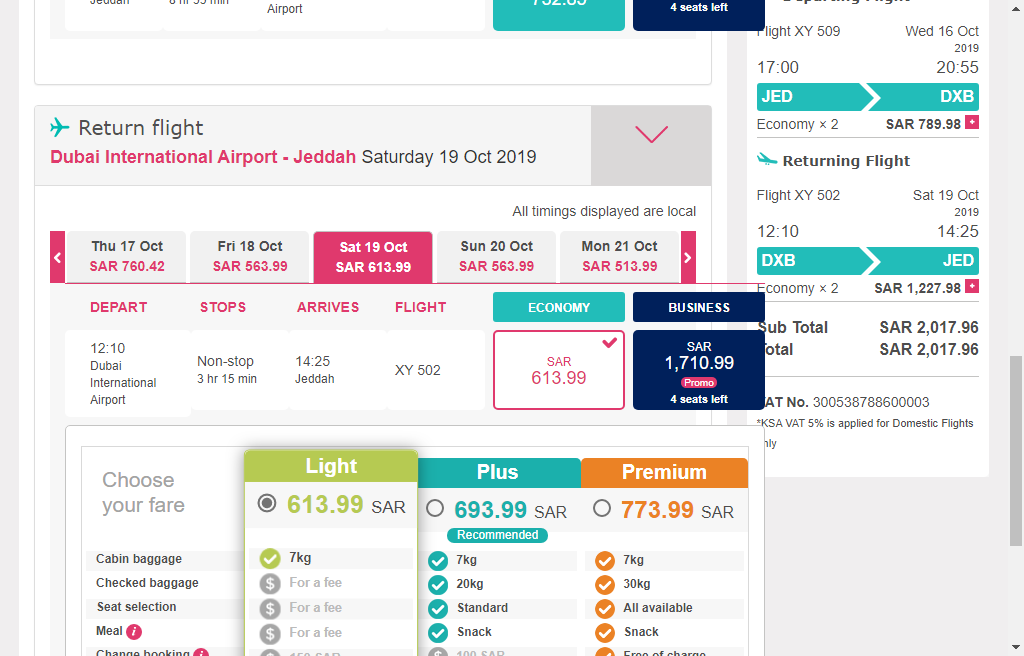 Jeddah
8 hr 55 min
Airport
752.85
4 seats left
Departing Flight
Flight XY 509 Wed 16 Oct
2019
17:00 20:55
JED DXB
Economy × 2 SAR 789.98
Returning Flight
Flight XY 502 Sat 19 Oct
2019
12:10 14:25
DXB JED
Economy × 2 SAR 1,227.98
Sub Total SAR 2,017.96
Total SAR 2,017.96
VAT No. 300538788600003
*KSA VAT 5% is applied for Domestic Flights
only
Return flight
Dubai International Airport - Jeddah Saturday 19 Oct 2019
All timings displayed are local
Thu 17 Oct
SAR 760.42
Fri 18 Oct
SAR 563.99
Sat 19 Oct
SAR 613.99
Sun 20 Oct
SAR 563.99
Mon 21 Oct
SAR 513.99
DEPART STOPS ARRIVES FLIGHT ECONOMY BUSINESS
12:10
Dubai
International
Airport
Non-stop
3 hr 15 min
14:25
Jeddah
XY 502
SAR
613.99
SAR
1,710.99
Promo
4 seats left
Choose
your fare
Light
613.99 SAR
Plus
693.99 SAR
Recommended
Premium
773.99 SAR
Cabin baggage 7kg 7kg 7kg
Checked baggage For a fee 20kg 30kg
Seat selection For a fee Standard All available
Meal For a fee Snack Snack
Change booking 150 SAR 100 SAR Free of charge